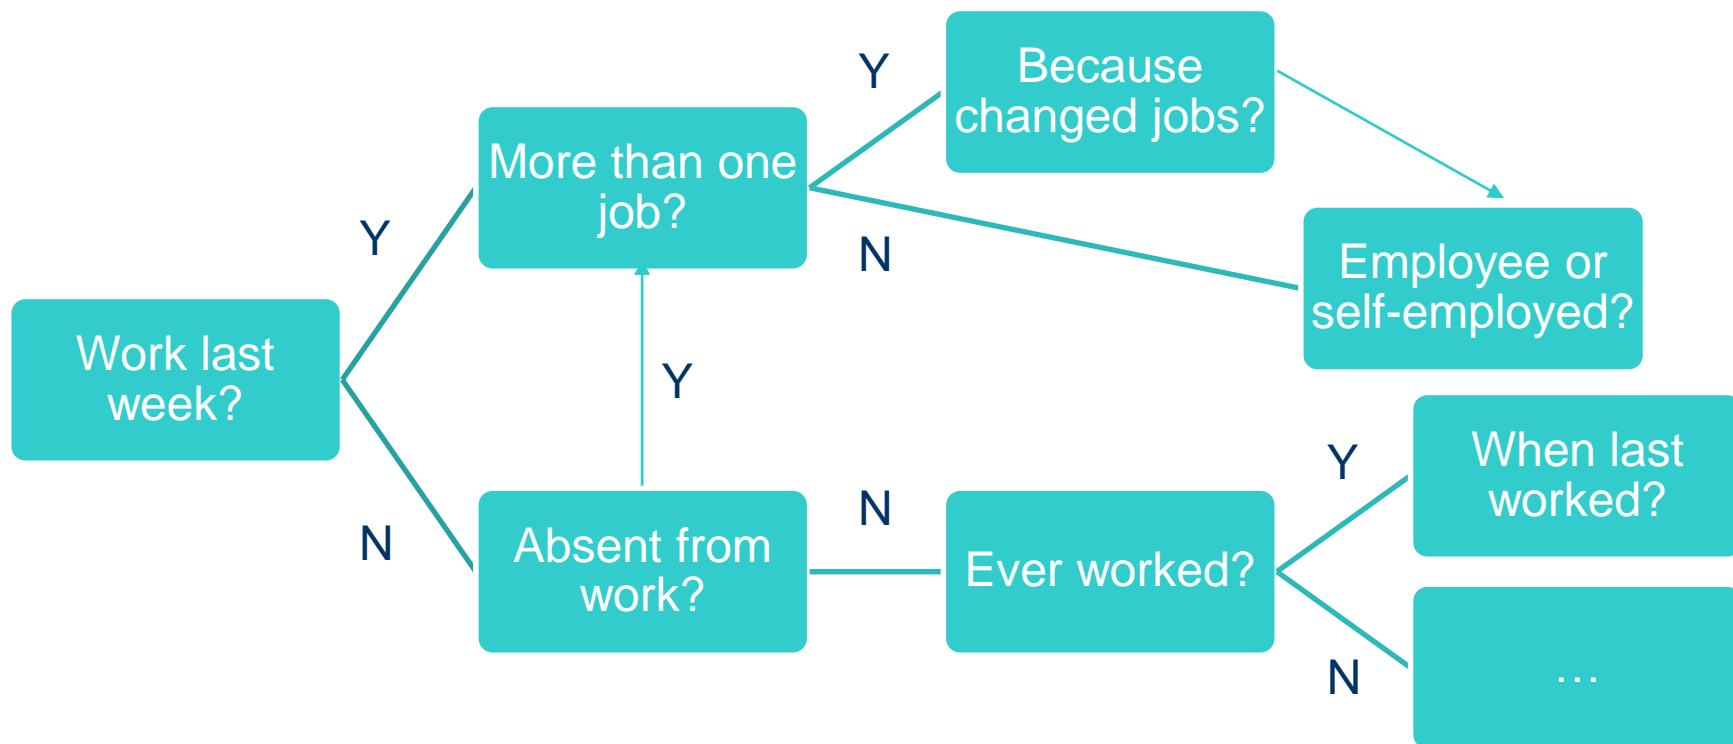 Y
Because
changed jobs?
More than one
job?
Y
N
Employee or
self-employed?
Work last
week?
Y
When last
worked?
Y
N
N
Absent from
work?
Ever worked?
N
…